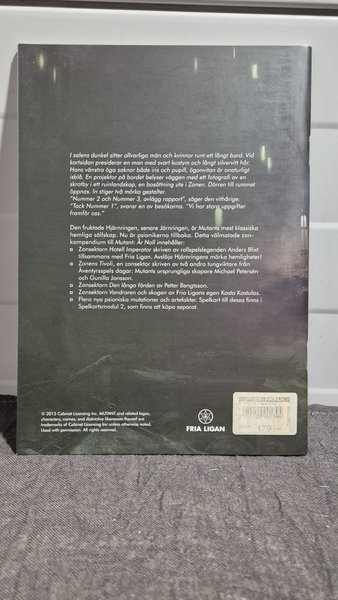 I salens dunkel sitter allvarliga män och kvinnor runt ett långt bord. Vid
kortsidan presiderar en man med svart kostym och långt silvervitt hår.
Hans vänstra öga saknar både iris och pupill, ögonvitan är onaturligt
blek. En projektor på bordet belyser väggen med ett fotografi av en
skrotby i ett ruinlandskap, en bosättning ute i Zonen. Dörren till rummet
öppnas. In stiger två mörka gestalter.
"Nummer 2 och Nummer 3, avlägg rapport", säger den vithårige.
"Tack Nummer 1", svarar en av besökarna. "Vi har stora uppgifter
framför oss."
Den fruktade Hjärnringen, senare Järnringen, är Mutants mest klassiska
hemliga sällskap. Nu är psionikerna tillbaka. Detta välmatade zon-
kompendium till Mutant: År Noll innehåller:
Zonsektorn Hotell Imperator skriven av rollspelslegenden Anders Blixt
tillsammans med Fria Ligan. Avslöja Hjärnringens mörka hemligheter!
Zonens Tivoli, en zonsektor skriven av två andra tungviktare från
Äventyrsspels dagar: Mutants ursprungliga skapare Michael Petersén
och Gunilla Jonsson.
Zonsektorn Den långa färden av Petter Bengtsson.
Zonsektorn Vandraren och skogen av Fria Ligans egen Kosta Kostulas.
Flera nya psioniska mutationer och artefakter. Spelkort till dessa finns i
Spelkortsmodul 2, som finns att köpa separat.
© 2015 Cabinet Licensing Inc. MUTANT and related logos,
characters, names, and distinctive likenesses thereof are
trademarks of Cabinet Licensing Inc unless otherwise noted.
Used with permission. All rights reserved.
FRIA LIGAN
179:-